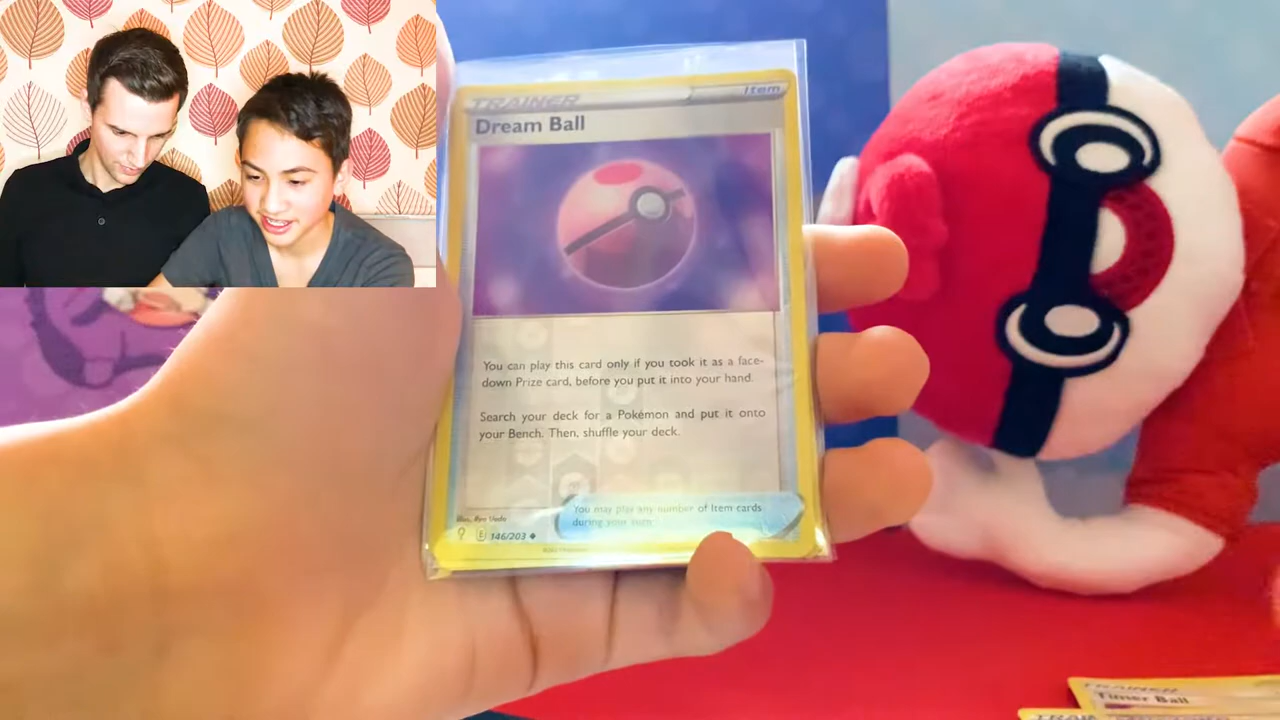 TRAINER
Item
Dream Ball
You can play this card only if you took it as a face-
down Prize card, before you put it into your hand.
Search your deck for a Pokémon and put it onto
your Bench. Then, shuffle your deck.
You may play any number of Item cards
during your turn.
Illus. Ryo Ueda
E 146/203
TRAINER
Timer Ball